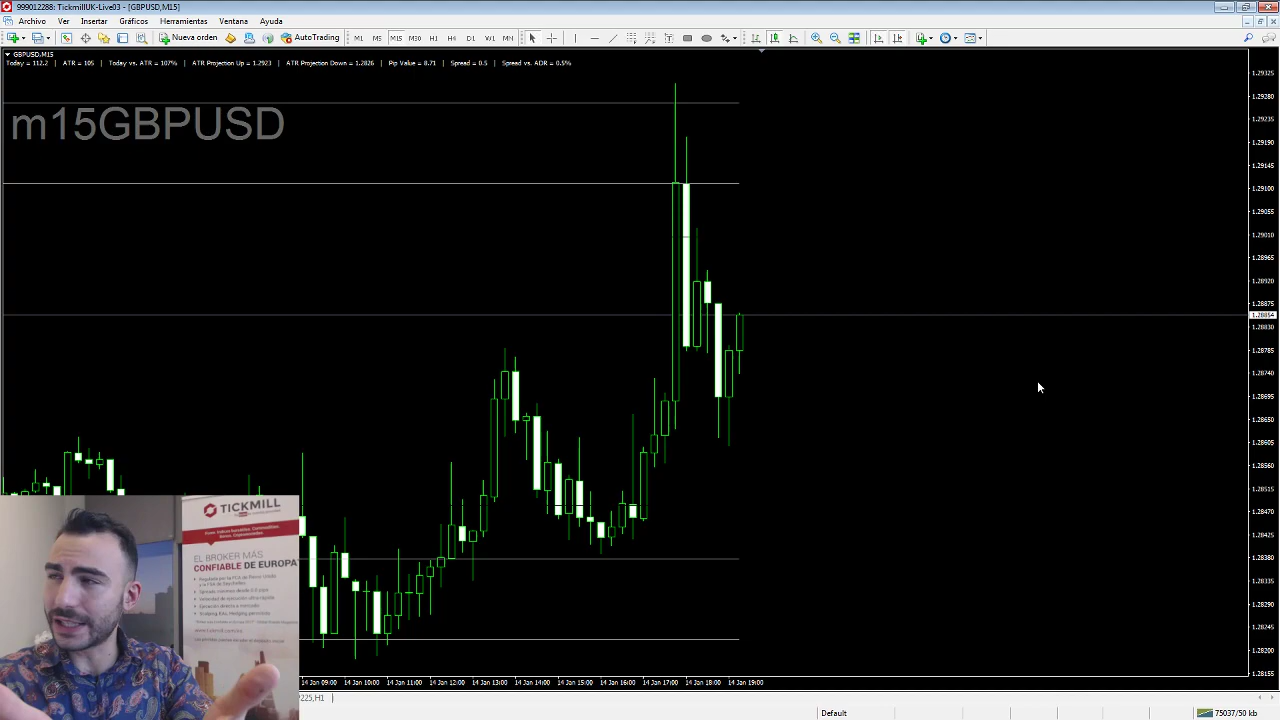 999012288: TickmillUK-Live03 - [GBPUSD,M15]
Archivo Ver Insertar Gráficos Herramientas Ventana Ayuda
Nueva orden AutoTrading M1 M5 M15 M30 H1 H4 D1 W1 MN
GBPUSD,M15
Today = 112.2 | ATR = 105 | Today vs. ATR = 107% | ATR Projection Up = 1.2923 | ATR Projection Down = 1.2826 | Pip Value = 8.71 | Spread = 0.5 | Spread vs. ADR = 0.5%
m15GBPUSD
1.29325
1.29280
1.29235
1.29190
1.29145
1.29100
1.29055
1.29010
1.28965
1.28920
1.28875
1.28854
1.28830
1.28785
1.28740
1.28695
1.28650
1.28605
1.28560
1.28515
1.28470
1.28425
1.28380
1.28335
1.28290
1.28245
1.28200
1.28155
TICKMILL
EL BROKER MÁS
CONFIABLE DE EUROPA
14 Jan 09:00 14 Jan 10:00 14 Jan 11:00 14 Jan 12:00 14 Jan 13:00 14 Jan 14:00 14 Jan 15:00 14 Jan 16:00 14 Jan 17:00 14 Jan 18:00 14 Jan 19:00
225,H1
Default
75037/50 kb